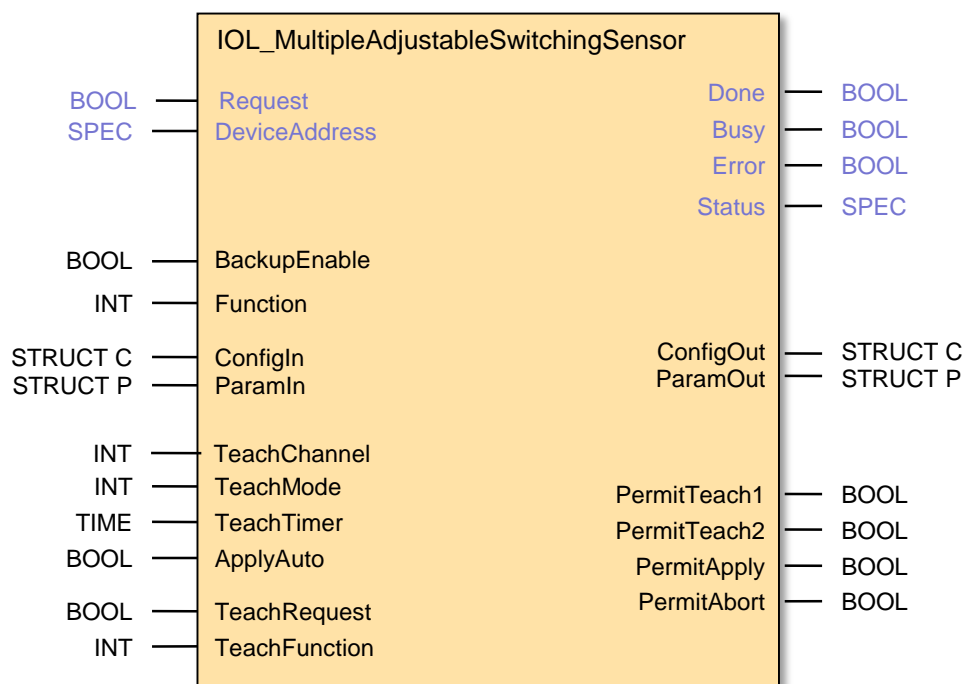 IOL_MultipleAdjustableSwitchingSensor
BOOL Request Done BOOL
SPEC DeviceAddress Busy BOOL
Error BOOL
Status SPEC
BOOL BackupEnable
INT Function
STRUCT C ConfigIn ConfigOut STRUCT C
STRUCT P ParamIn ParamOut STRUCT P
INT TeachChannel
INT TeachMode PermitTeach1 BOOL
TIME TeachTimer PermitTeach2 BOOL
BOOL ApplyAuto PermitApply BOOL
BOOL TeachRequest PermitAbort BOOL
INT TeachFunction